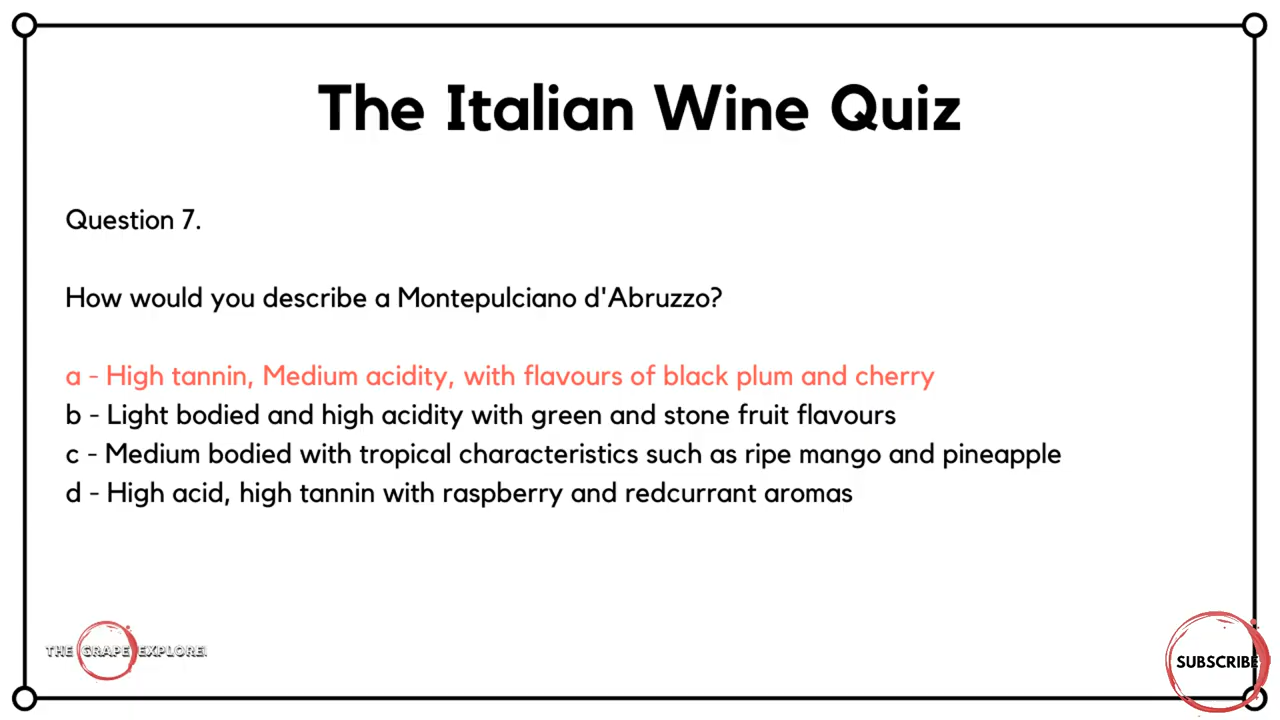 The Italian Wine Quiz
Question 7.
How would you describe a Montepulciano d'Abruzzo?
a - High tannin, Medium acidity, with flavours of black plum and cherry
b - Light bodied and high acidity with green and stone fruit flavours
c - Medium bodied with tropical characteristics such as ripe mango and pineapple
d - High acid, high tannin with raspberry and redcurrant aromas
THE GRAPE EXPLORE
SUBSCRIBE